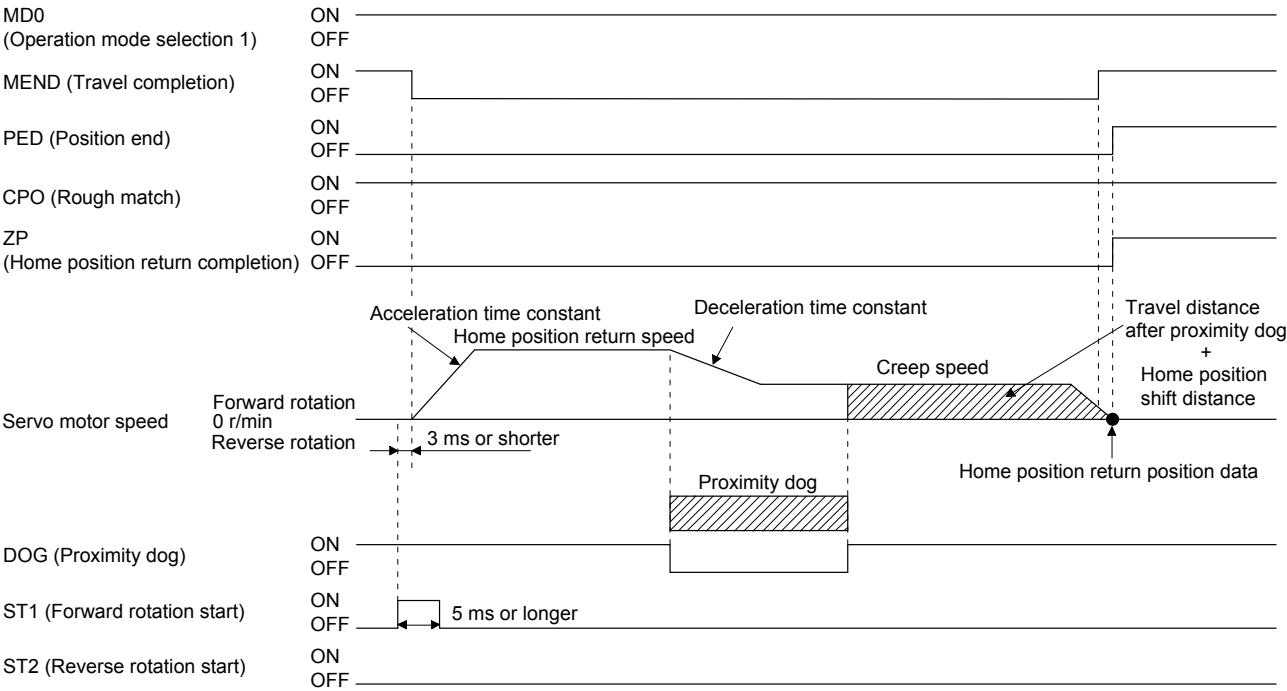 MD0 ON
(Operation mode selection 1) OFF
MEND (Travel completion) ON
OFF
PED (Position end) ON
OFF
CPO (Rough match) ON
OFF
ZP ON
(Home position return completion) OFF
Acceleration time constant
Home position return speed
Deceleration time constant
Travel distance
after proximity dog
+
Home position
shift distance
Creep speed
Servo motor speed
Forward rotation
0 r/min
Reverse rotation
3 ms or shorter
Home position return position data
Proximity dog
DOG (Proximity dog) ON
OFF
ST1 (Forward rotation start) ON
OFF
5 ms or longer
ST2 (Reverse rotation start) ON
OFF